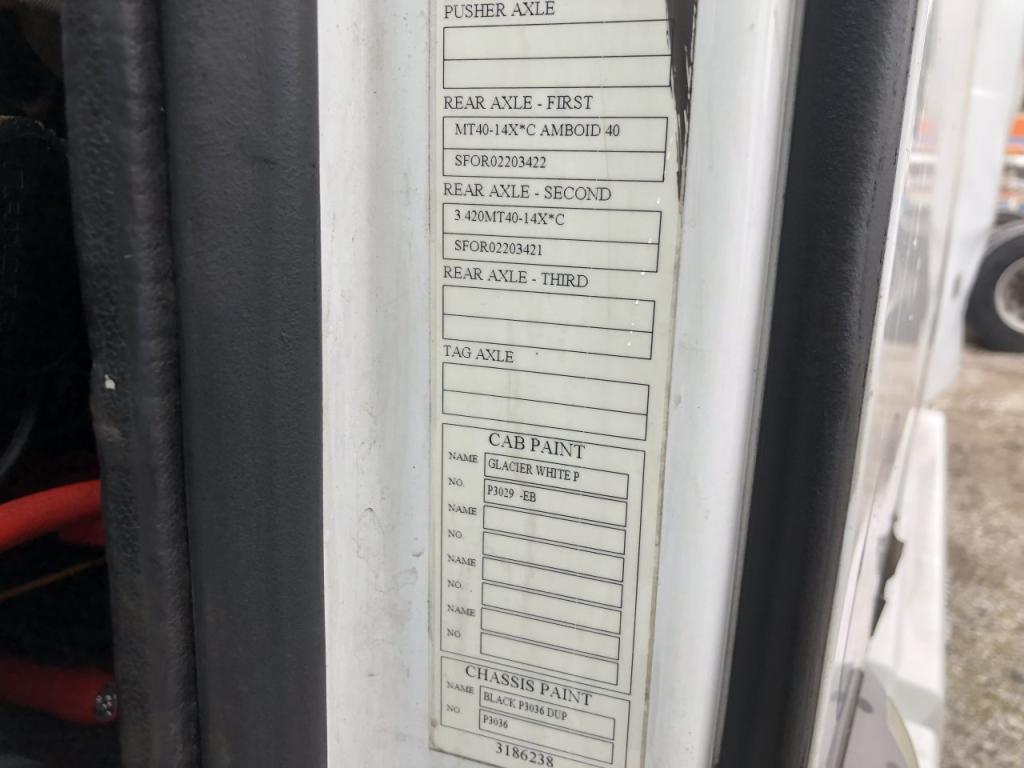 PUSHER AXLE
REAR AXLE - FIRST
MT40-14X*C AMBOID 40
SFOR02203422
REAR AXLE - SECOND
3.420MT40-14X*C
SFOR02203421
REAR AXLE - THIRD
TAG AXLE
CAB PAINT
NAME GLACIER WHITE P
NO. P3029 -EB
NAME
NO.
NAME
NO.
NAME
NO.
CHASSIS PAINT
NAME BLACK P3036 DUP
NO. P3036
3186238